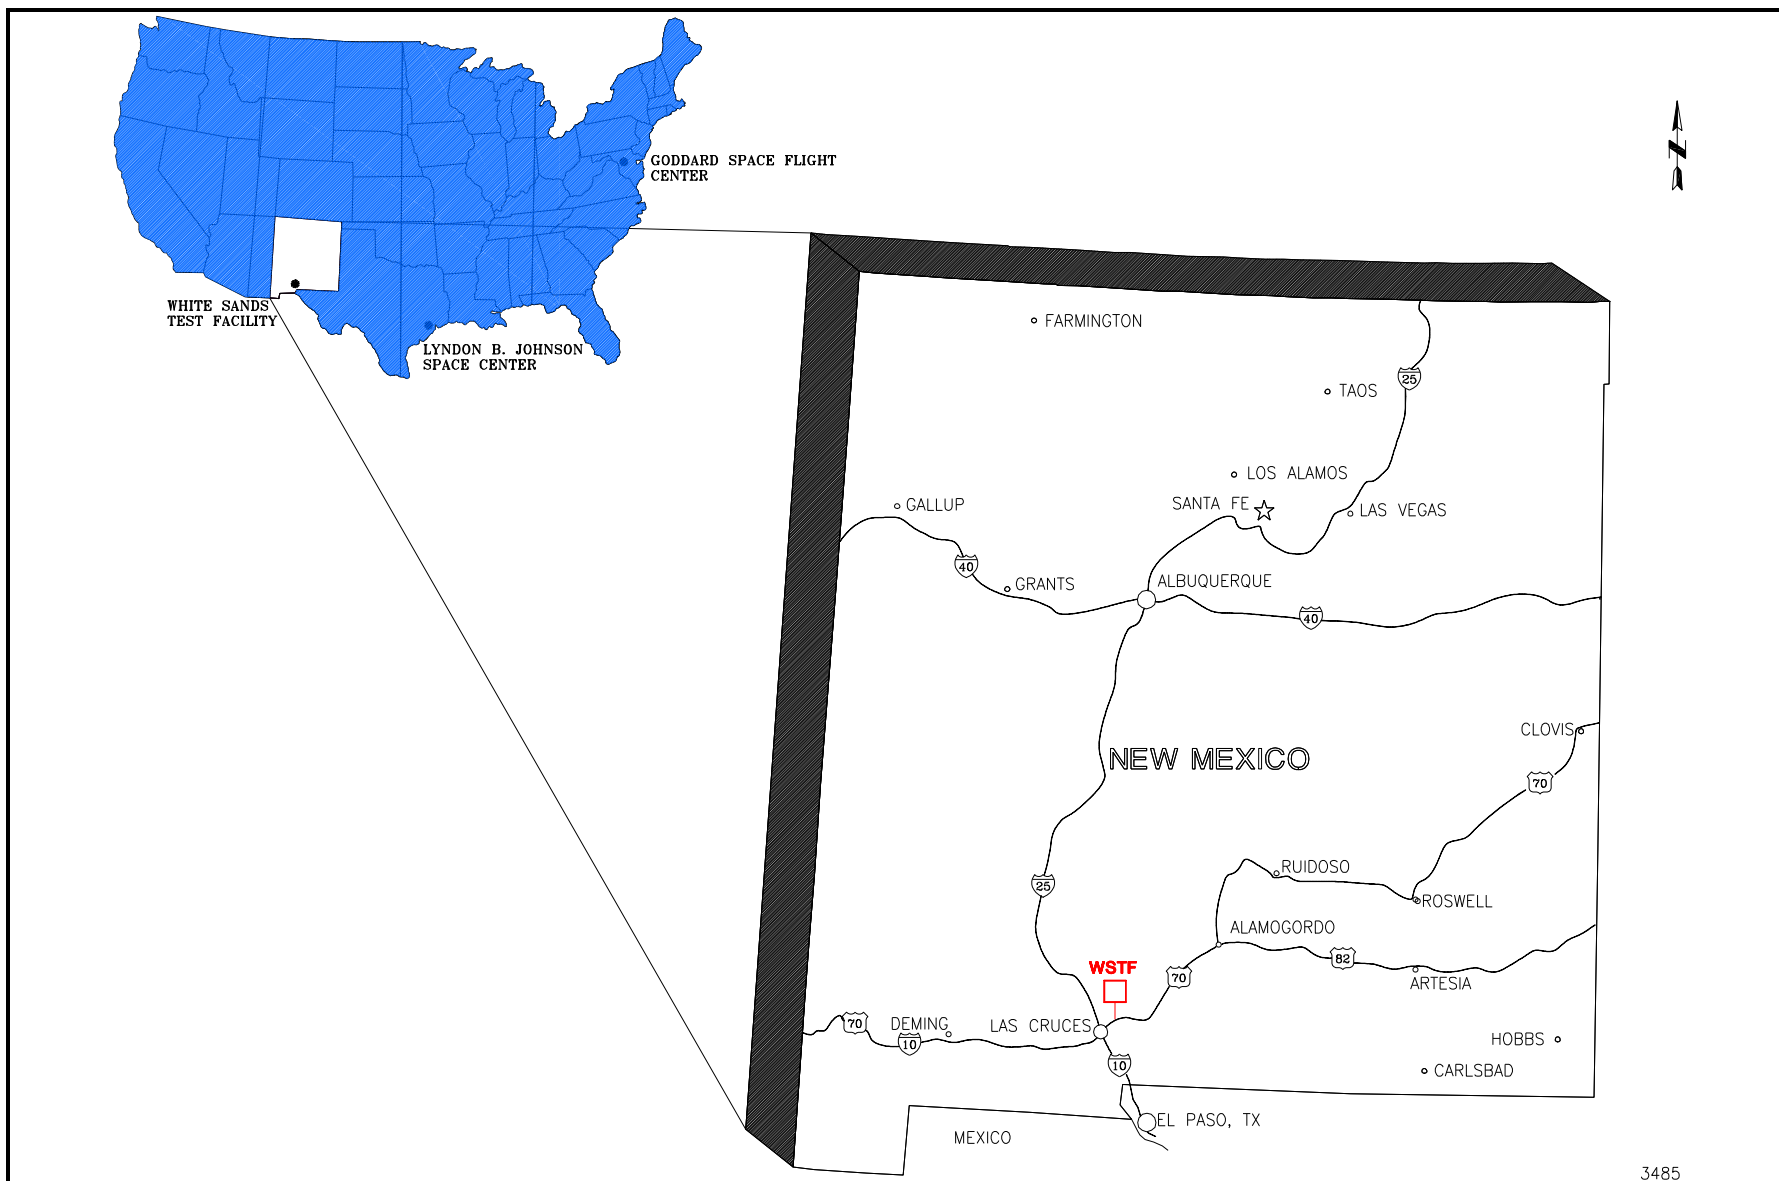 GODDARD SPACE FLIGHT
CENTER
WHITE SANDS
TEST FACILITY
LYNDON B. JOHNSON
SPACE CENTER
N
FARMINGTON
25
TAOS
LOS ALAMOS
SANTA FE
GALLUP
LAS VEGAS
40
GRANTS
ALBUQUERQUE
40
CLOVIS
NEW MEXICO
70
RUIDOSO
25
ROSWELL
ALAMOGORDO
82
WSTF
70
ARTESIA
70
DEMING
LAS CRUCES
10
HOBBS
10
CARLSBAD
EL PASO, TX
MEXICO
3485